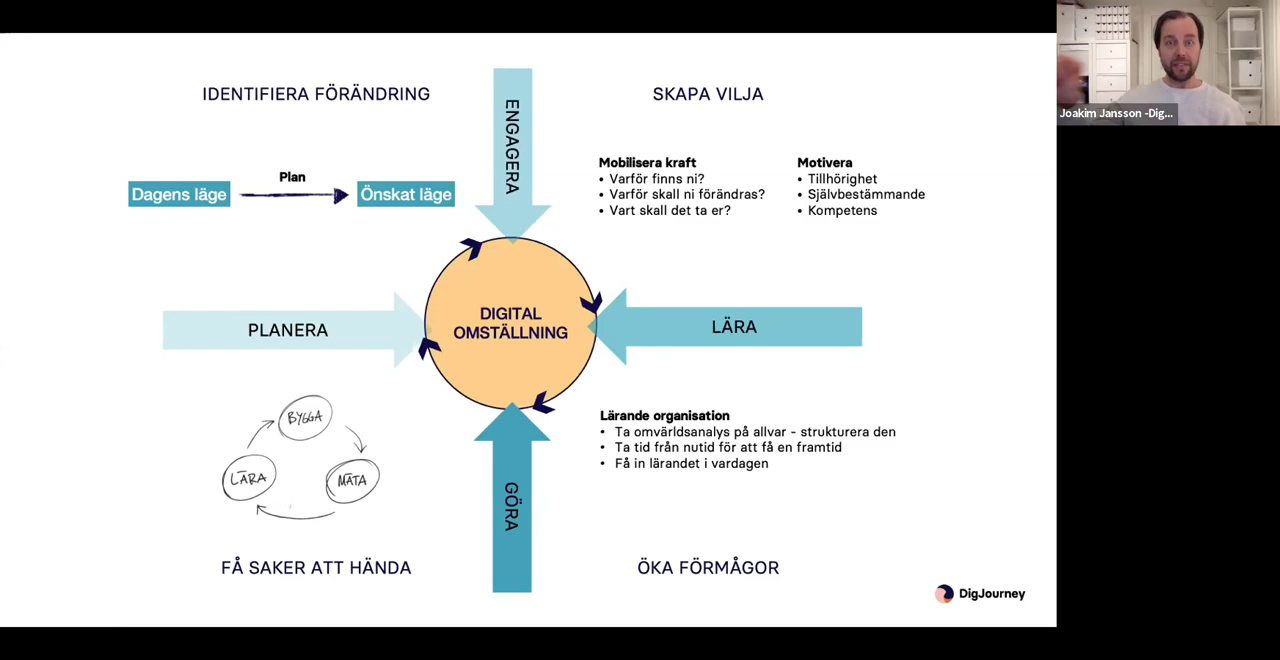 IDENTIFIERA FÖRÄNDRING
SKAPA VILJA
ENGAGERA
Plan
Dagens läge
Önskat läge
Mobilisera kraft
• Varför finns ni?
• Varför skall ni förändras?
• Vart skall det ta er?
Motivera
• Tillhörighet
• Självbestämmande
• Kompetens
PLANERA
DIGITAL
OMSTÄLLNING
LÄRA
BYGGA
MÄTA
LÄRA
Lärande organisation
• Ta omvärldsanalys på allvar - strukturera den
• Ta tid från nutid för att få en framtid
• Få in lärandet i vardagen
GÖRA
FÅ SAKER ATT HÄNDA
ÖKA FÖRMÅGOR
DigJourney
Joakim Jansson -Dig...